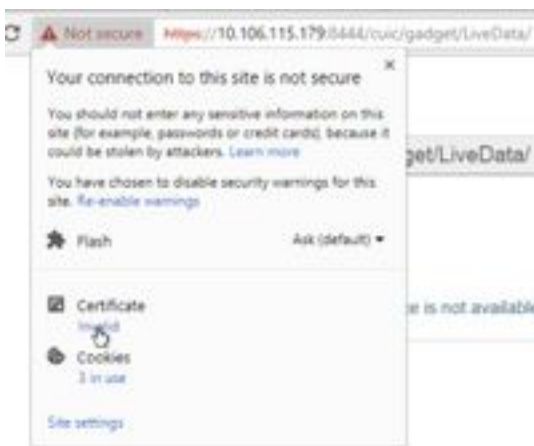 Not secure https://10.106.115.179:8444/cuic/gadget/LiveData/
Your connection to this site is not secure
You should not enter any sensitive information on this
site (for example, passwords or credit cards), because it
could be stolen by attackers. Learn more
get/LiveData/
You have chosen to disable security warnings for this
site. Re-enable warnings
Flash Ask (default)
Certificate
Invalid
e is not available
Cookies
3 in use
Site settings